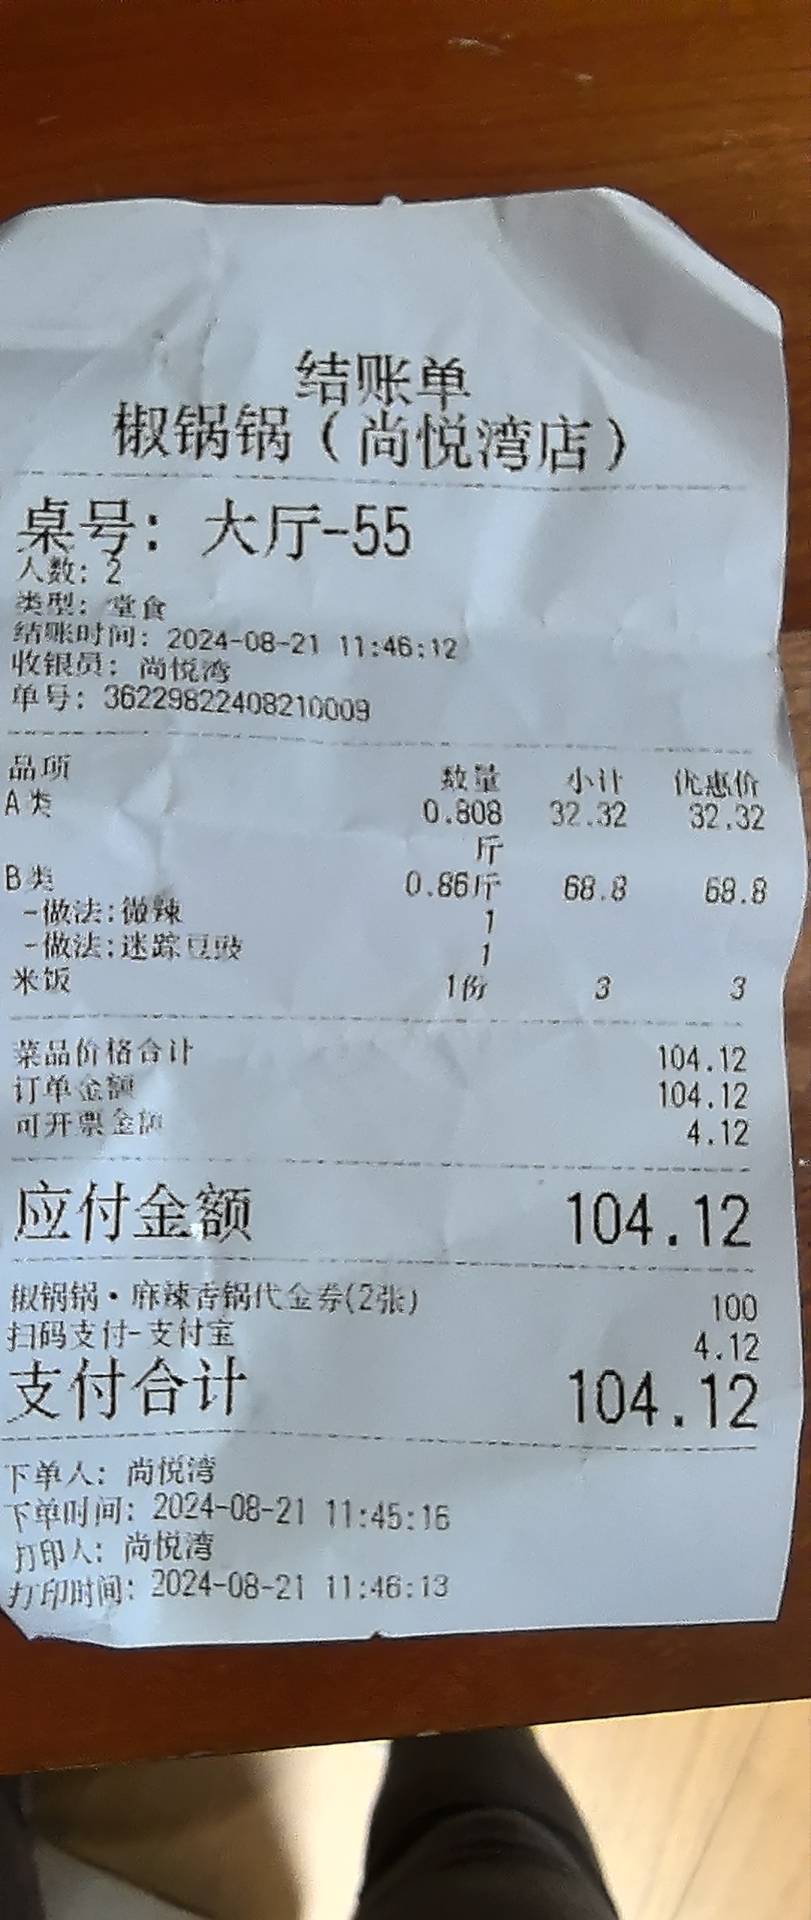 结账单
椒锅锅（尚悦湾店）
桌号：大厅-55
人数：2
类型：堂食
结账时间：2024-08-21 11:46:12
收银员：尚悦湾
单号：36229822408210009
品项 数量 小计 优惠价
A类 0.808 32.32 32.32
斤
B类 0.86斤 68.8 68.8
-做法:微辣 1
-做法:迷踪豆豉 1
米饭 1份 3 3
菜品价格合计 104.12
订单金额 104.12
可开票金额 4.12
应付金额 104.12
椒锅锅·麻辣香锅代金券(2张) 100
扫码支付-支付宝 4.12
支付合计 104.12
下单人：尚悦湾
下单时间：2024-08-21 11:45:16
打印人：尚悦湾
打印时间：2024-08-21 11:46:13